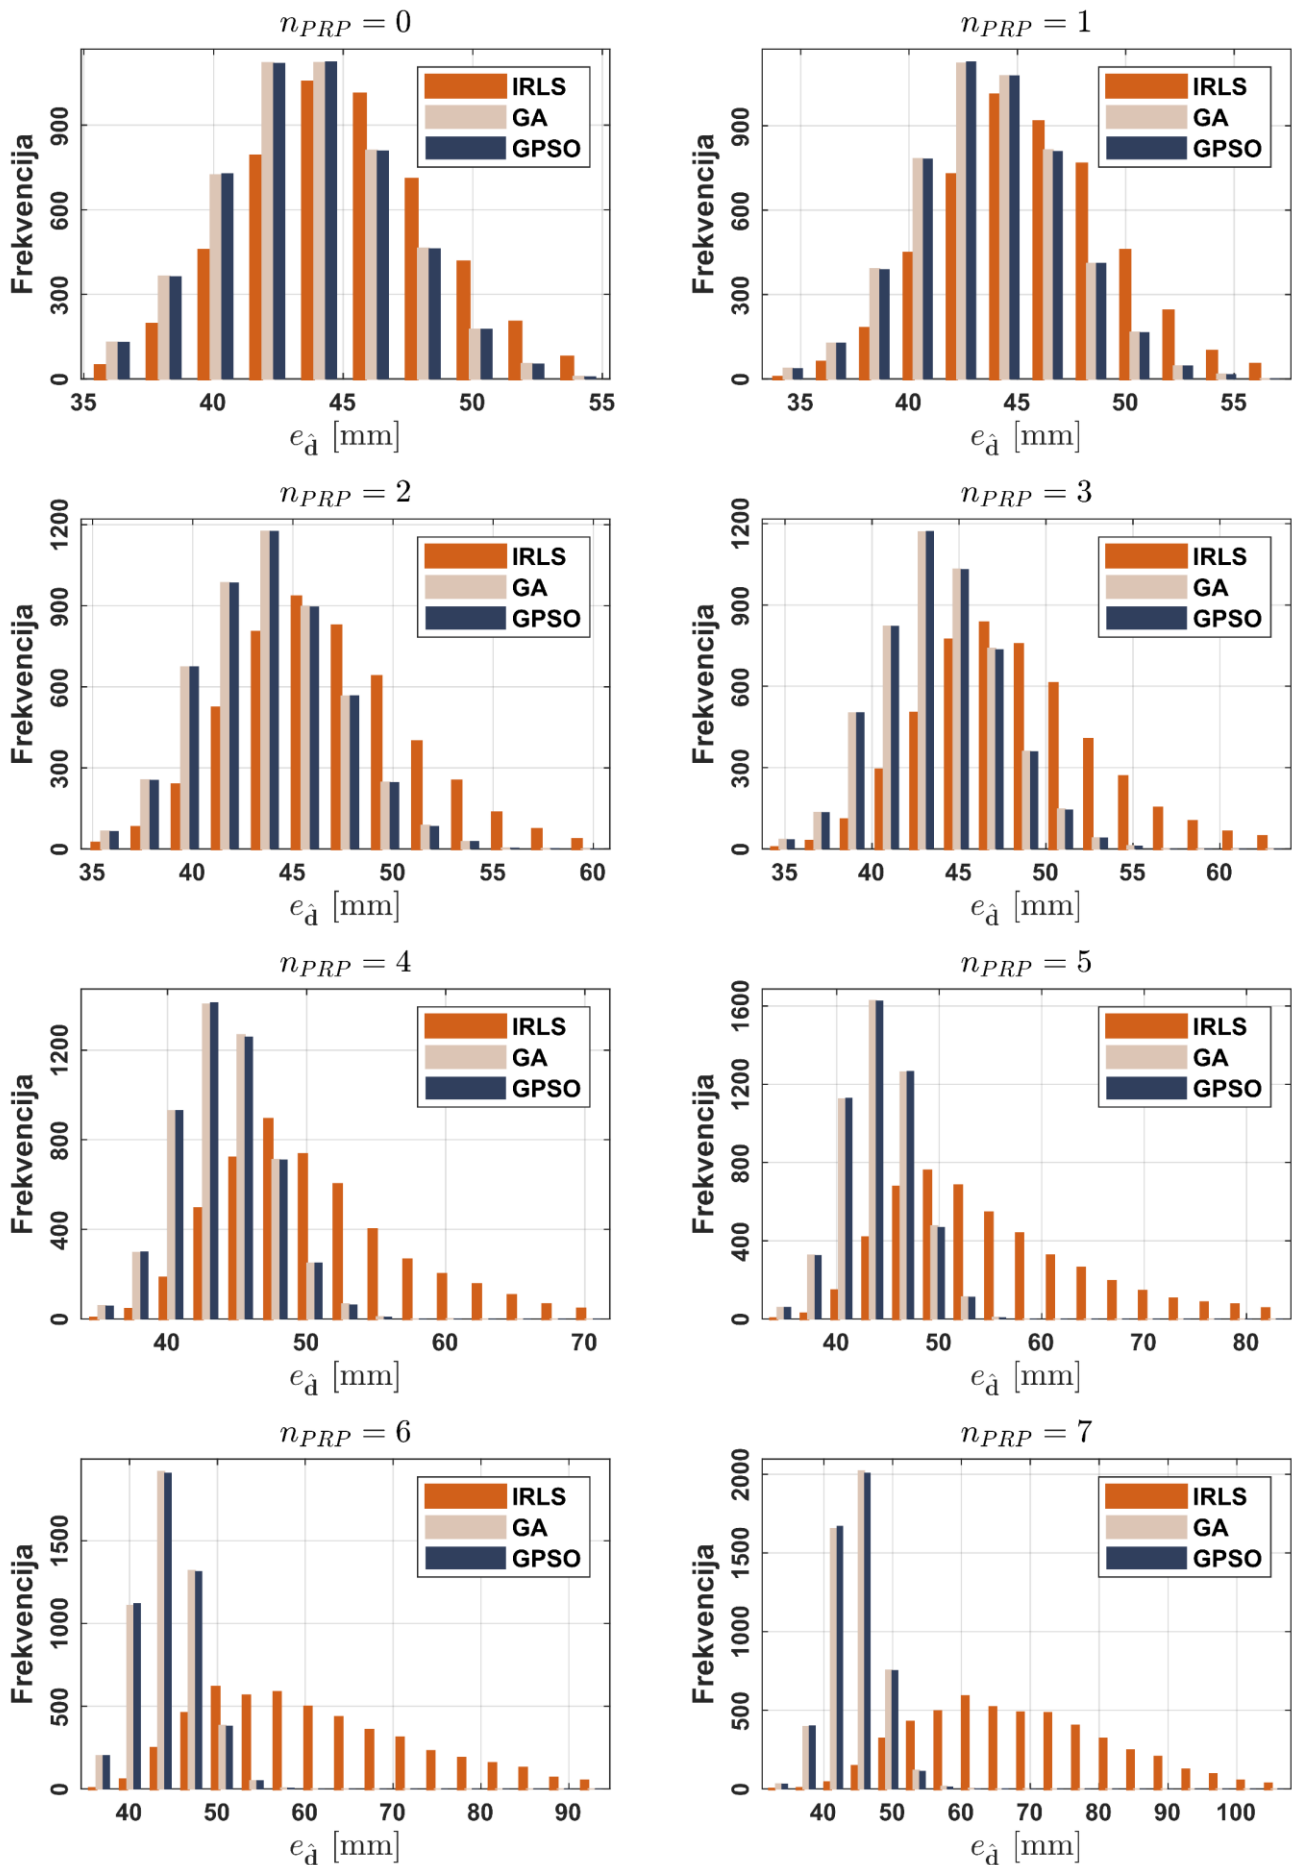 n_PRP = 0
900
600
300
0
Frekvencija
IRLS
GA
GPSO
35 40 45 50 55
e_d̂ [mm]
n_PRP = 1
900
600
300
0
Frekvencija
IRLS
GA
GPSO
35 40 45 50 55
e_d̂ [mm]
n_PRP = 2
1200
900
600
300
0
Frekvencija
IRLS
GA
GPSO
35 40 45 50 55 60
e_d̂ [mm]
n_PRP = 3
1200
900
600
300
0
Frekvencija
IRLS
GA
GPSO
35 40 45 50 55 60
e_d̂ [mm]
n_PRP = 4
1200
800
400
0
Frekvencija
IRLS
GA
GPSO
40 50 60 70
e_d̂ [mm]
n_PRP = 5
1600
1200
800
400
0
Frekvencija
IRLS
GA
GPSO
40 50 60 70 80
e_d̂ [mm]
n_PRP = 6
1500
1000
500
0
Frekvencija
IRLS
GA
GPSO
40 50 60 70 80 90
e_d̂ [mm]
n_PRP = 7
2000
1500
1000
500
0
Frekvencija
IRLS
GA
GPSO
40 50 60 70 80 90 100
e_d̂ [mm]